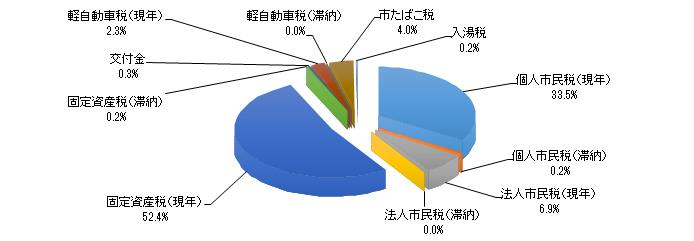 軽自動車税(現年)
2.3%
軽自動車税(滞納)
0.0%
市たばこ税
4.0%
入湯税
0.2%
交付金
0.3%
個人市民税(現年)
33.5%
固定資産税(滞納)
0.2%
個人市民税(滞納)
0.2%
固定資産税(現年)
52.4%
法人市民税(現年)
6.9%
法人市民税(滞納)
0.0%